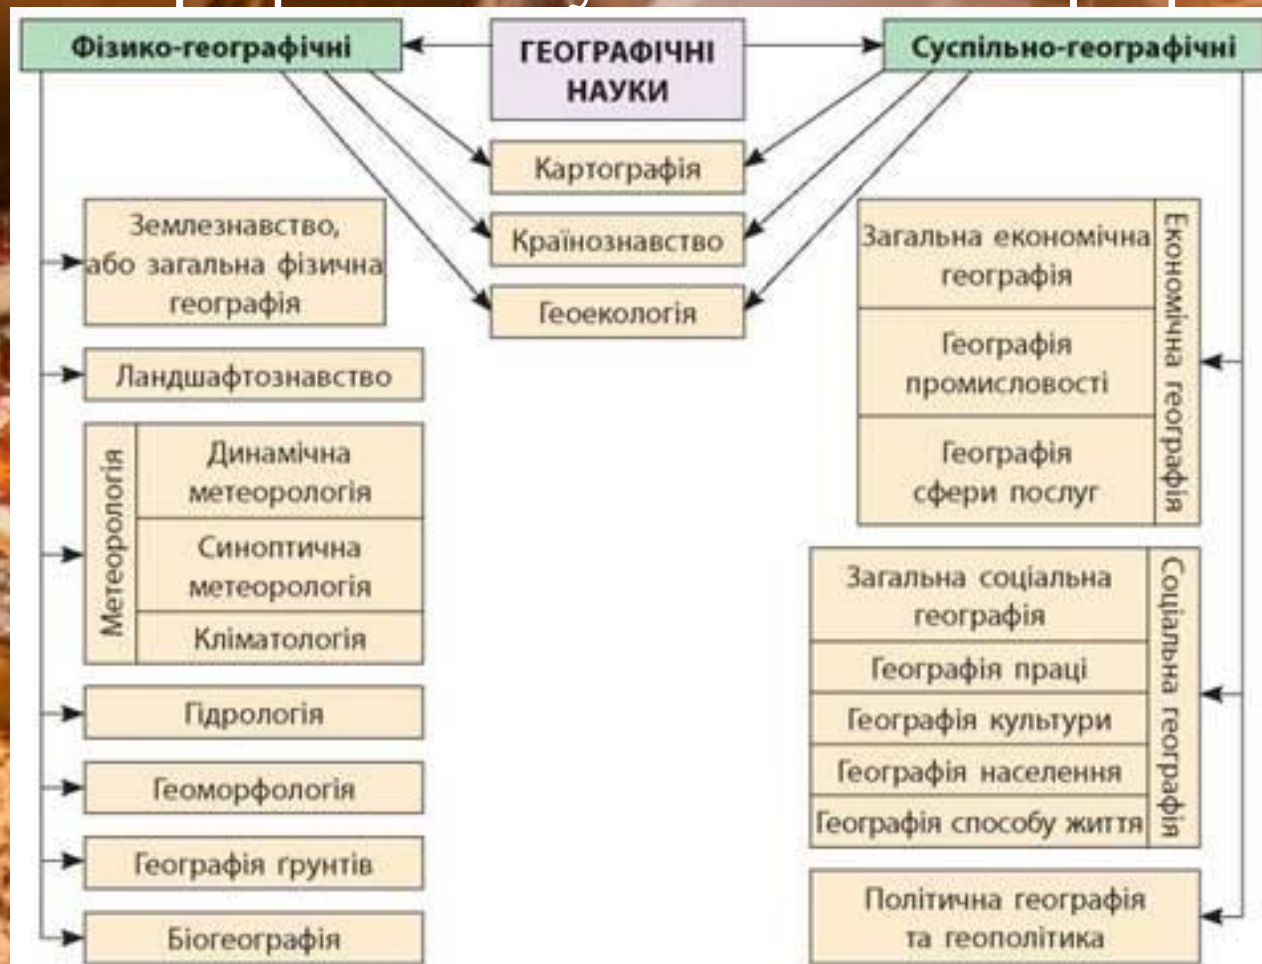 ГЕОГРАФІЧНІ
НАУКИ
Фізико-географічні
Суспільно-географічні
Картографія
Країнознавство
Геоекологія
Землезнавство,
або загальна фізична
географія
Ландшафтознавство
Метеорологія
Динамічна
метеорологія
Синоптична
метеорологія
Кліматологія
Гідрологія
Геоморфологія
Географія ґрунтів
Біогеографія
Економічна географія
Загальна економічна
географія
Географія
промисловості
Географія
сфери послуг
Соціальна географія
Загальна соціальна
географія
Географія праці
Географія культури
Географія населення
Географія способу життя
Політична географія
та геополітика